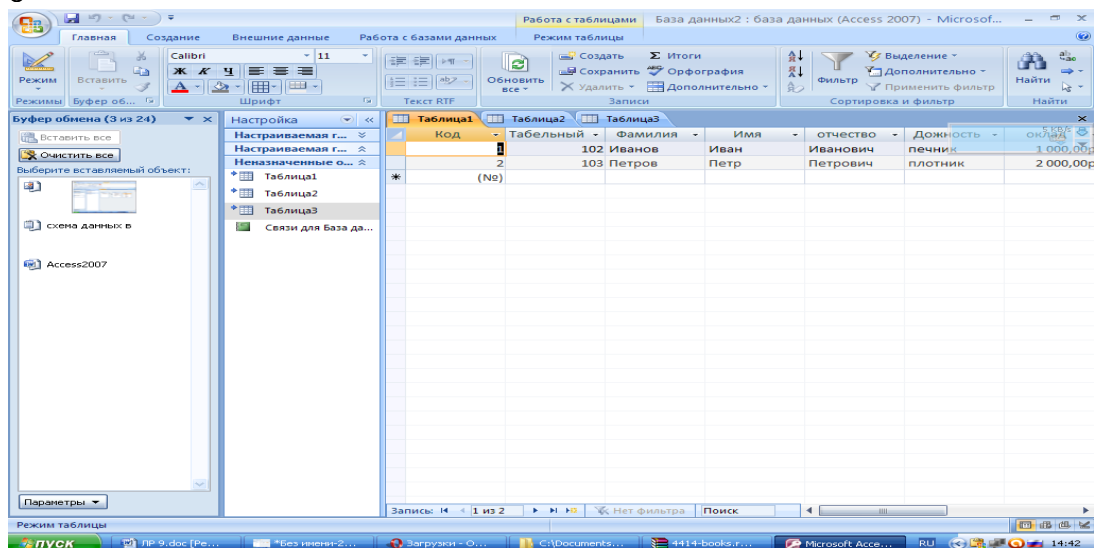 Работа с таблицами База данных2 : база данных (Access 2007) - Microsof...
Главная Создание Внешние данные Работа с базами данных Режим таблицы
Режим
Режимы
Вставить
Буфер об...
Calibri 11
Ж К Ч
Шрифт
Текст RTF
Обновить все
Создать Σ Итоги
Сохранить Орфография
Удалить Дополнительно
Записи
Фильтр
Выделение
Дополнительно
Применить фильтр
Сортировка и фильтр
Найти
Найти
Буфер обмена (3 из 24)
Вставить все
Очистить все
Выберите вставляемый объект:
схема данных в
Access2007
Параметры
Настройка
Настраиваемая г...
Настраиваемая г...
Неназначенные о...
Таблица1
Таблица2
Таблица3
Связи для База да...
Таблица1 Таблица2 Таблица3
Код Табельный Фамилия Имя отчество Дожность оклад
1 102 Иванов Иван Иванович печник 1 000,00р
2 103 Петров Петр Петрович плотник 2 000,00р
(№)
Запись: 1 из 2 Нет фильтра Поиск
Режим таблицы
пуск ЛР 9.doc [Ре... *Без имени-2... Загрузки - О... C:\Documents... 4414-books.r... Microsoft Acce... RU 14:42